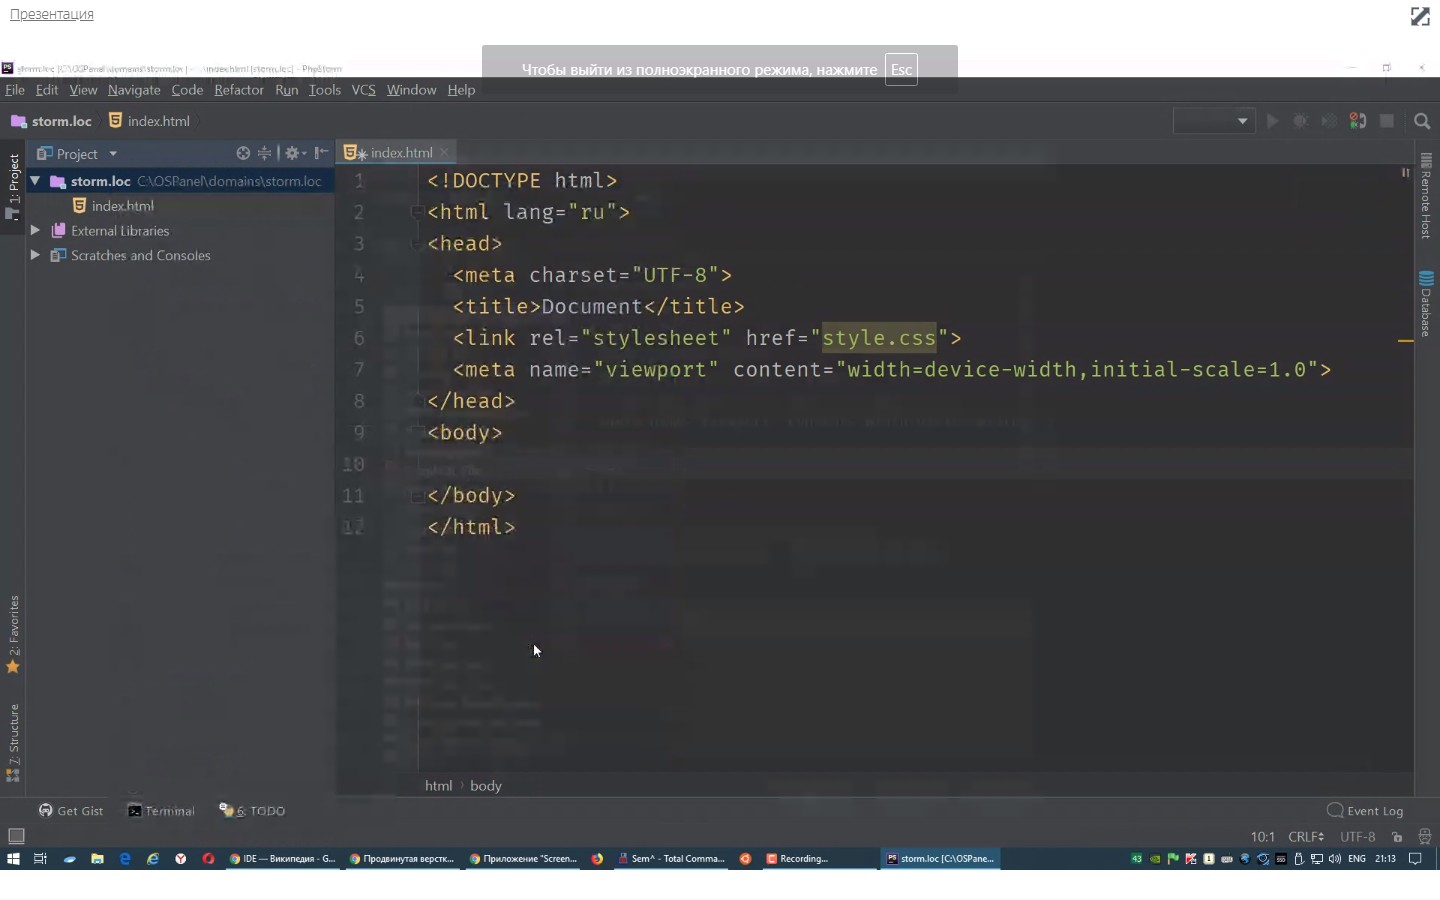 Презентация
Чтобы выйти из полноэкранного режима, нажмите Esc
storm.loc [C:\OSPanel\domains\storm.loc] - ...\index.html [storm.loc] - PhpStorm
File Edit View Navigate Code Refactor Run Tools VCS Window Help
storm.loc index.html
Project
index.html
1: Project
storm.loc C:\OSPanel\domains\storm.loc
index.html
External Libraries
Scratches and Consoles
1 <!DOCTYPE html>
2 <html lang="ru">
3 <head>
4 <meta charset="UTF-8">
5 <title>Document</title>
6 <link rel="stylesheet" href="style.css">
7 <meta name="viewport" content="width=device-width,initial-scale=1.0">
8 </head>
9 <body>
10
11 </body>
12 </html>
Remote Host
Database
2: Favorites
7: Structure
html body
Get Gist Terminal 6: TODO Event Log
10:1 CRLF UTF-8
IDE — Википедия - G... Продвинутая верстк... Приложение "Screen... Sem^ - Total Comma... Recording... storm.loc [C:\OSPane... 43 ENG 21:13